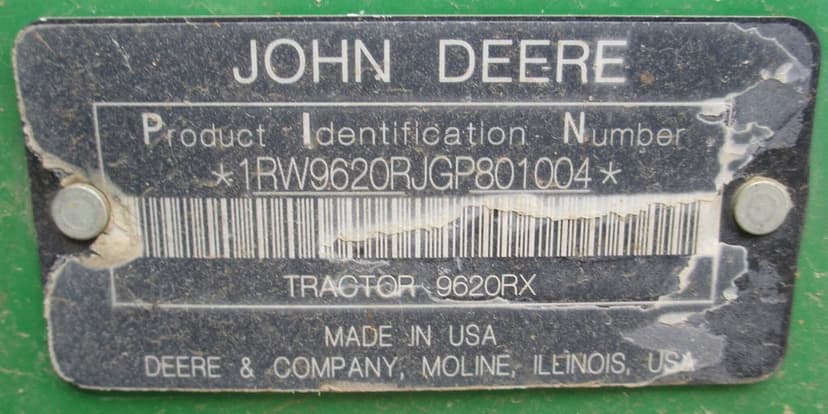 JOHN DEERE
Product Identification Number
*1RW9620RJGP801004*
TRACTOR 9620RX
MADE IN USA
DEERE & COMPANY, MOLINE, ILLINOIS, USA